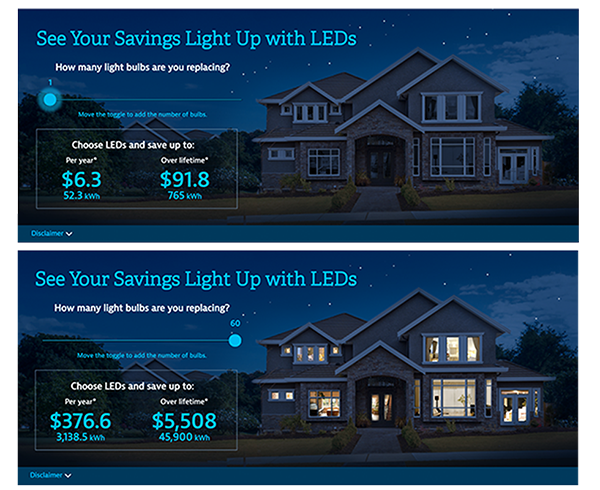 See Your Savings Light Up with LEDs
How many light bulbs are you replacing?
1
Move the toggle to add the number of bulbs.
Choose LEDs and save up to:
Per year* Over lifetime*
$6.3 $91.8
52.3 kWh 765 kWh
Disclaimer
See Your Savings Light Up with LEDs
How many light bulbs are you replacing?
60
Move the toggle to add the number of bulbs.
Choose LEDs and save up to:
Per year* Over lifetime*
$376.6 $5,508
3,138.5 kWh 45,900 kWh
Disclaimer